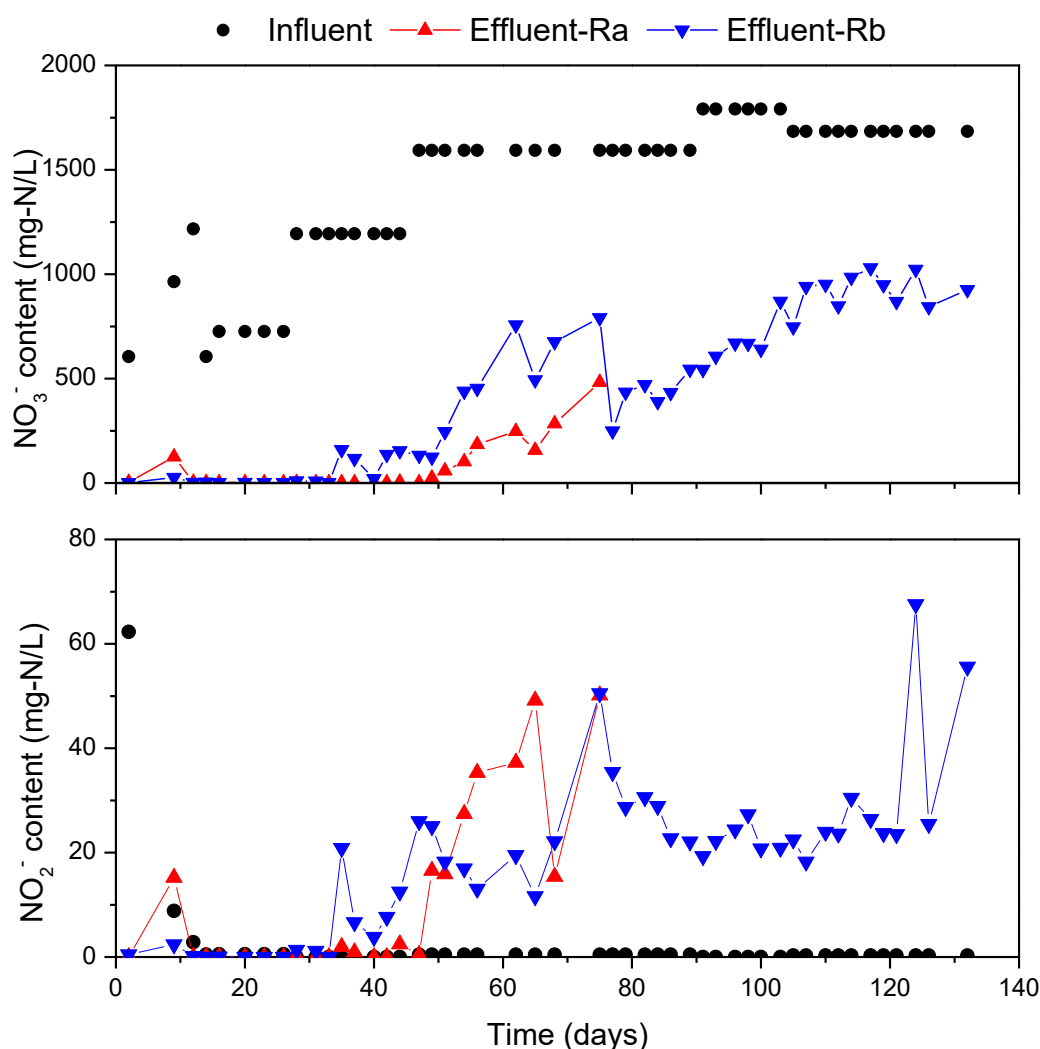 Influent Effluent-Ra Effluent-Rb
2000
1500
1000
500
0
NO₃⁻ content (mg-N/L)
80
60
40
20
0
NO₂⁻ content (mg-N/L)
0 20 40 60 80 100 120 140
Time (days)